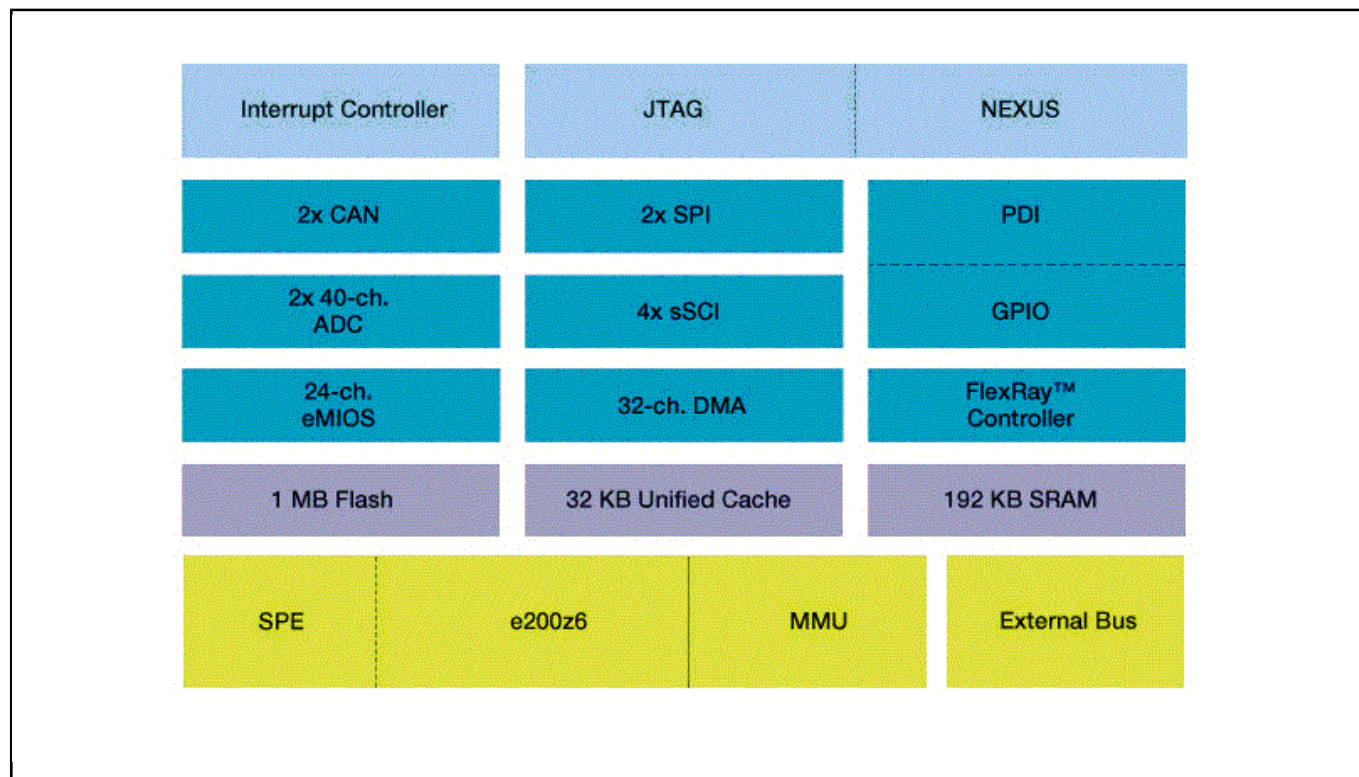 Interrupt Controller
JTAG
NEXUS
2x CAN
2x SPI
PDI
2x 40-ch.
ADC
4x sSCI
GPIO
24-ch.
eMIOS
32-ch. DMA
FlexRay™
Controller
1 MB Flash
32 KB Unified Cache
192 KB SRAM
SPE
e200z6
MMU
External Bus